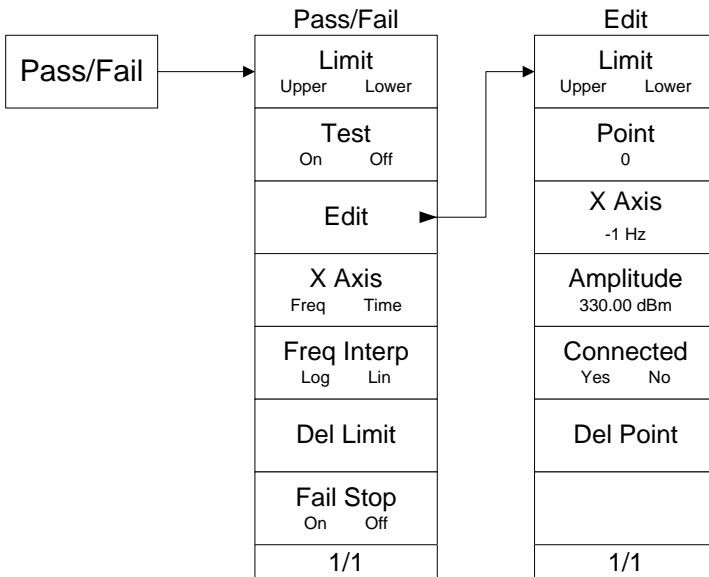 Pass/Fail
Pass/Fail
Limit
Upper Lower
Test
On Off
Edit
X Axis
Freq Time
Freq Interp
Log Lin
Del Limit
Fail Stop
On Off
1/1
Edit
Limit
Upper Lower
Point
0
X Axis
-1 Hz
Amplitude
330.00 dBm
Connected
Yes No
Del Point
1/1